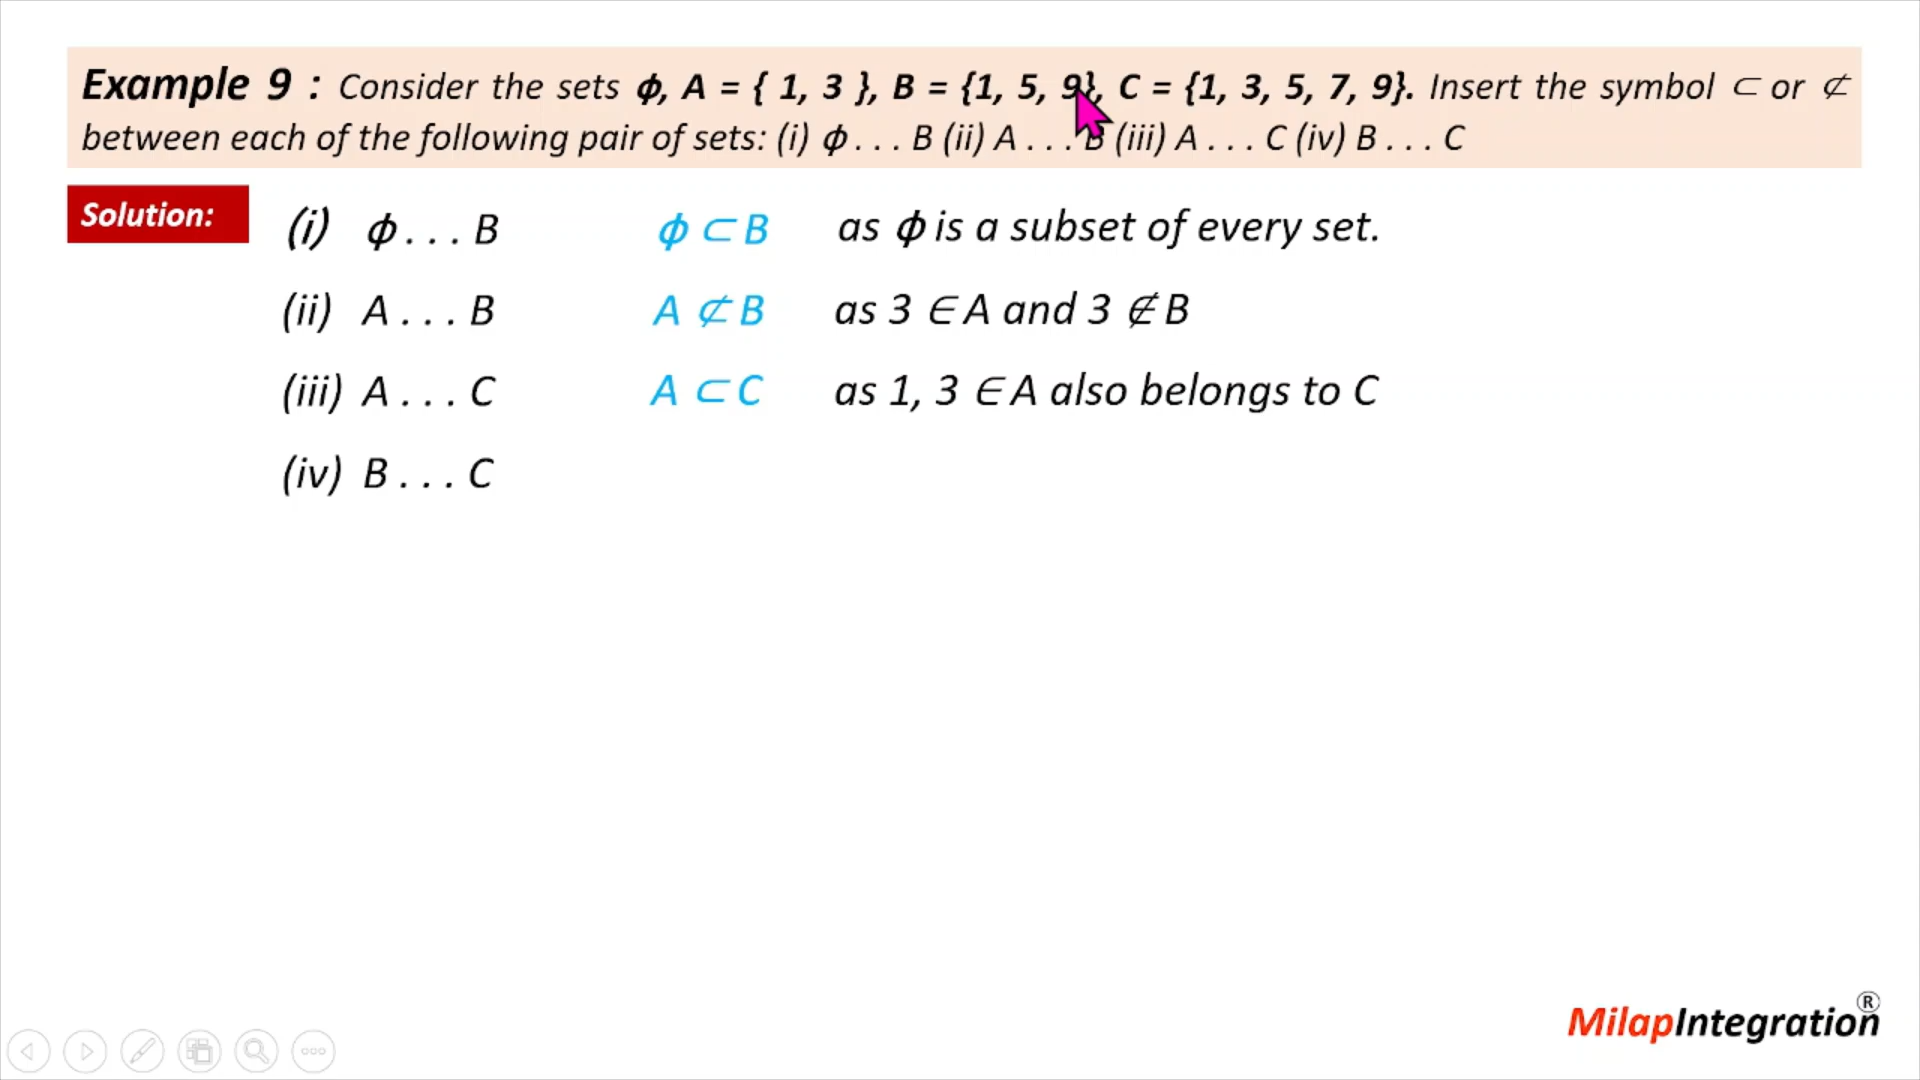 Example 9 : Consider the sets ϕ, A = { 1, 3 }, B = {1, 5, 9}, C = {1, 3, 5, 7, 9}. Insert the symbol ⊂ or ⊄
between each of the following pair of sets: (i) ϕ . . . B (ii) A . . . B (iii) A . . . C (iv) B . . . C
Solution:
(i) ϕ . . . B ϕ ⊂ B as ϕ is a subset of every set.
(ii) A . . . B A ⊄ B as 3 ∈ A and 3 ∉ B
(iii) A . . . C A ⊂ C as 1, 3 ∈ A also belongs to C
(iv) B . . . C
MilapIntegration®